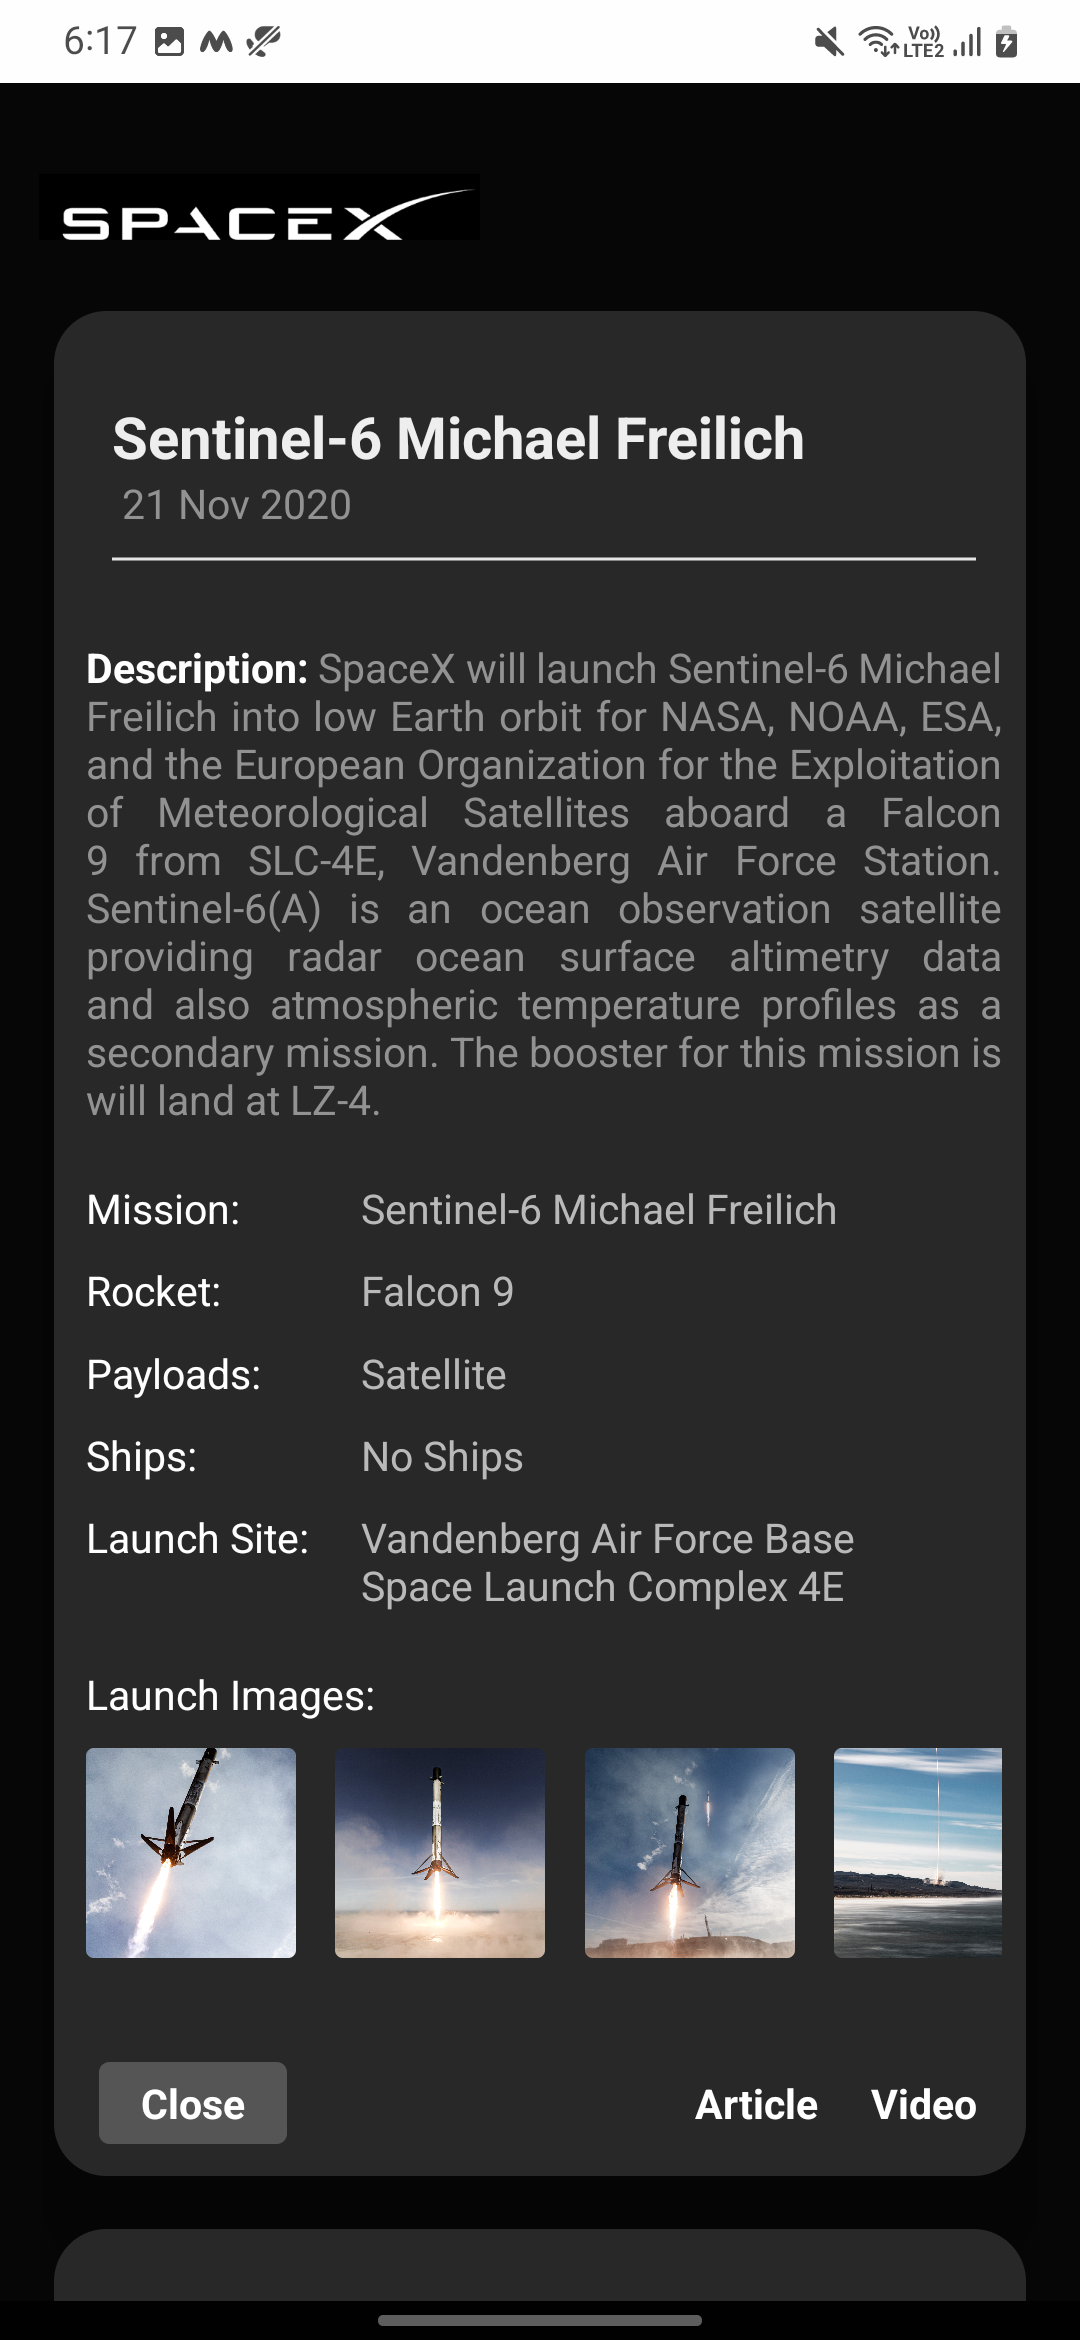 6:17
Vo))
LTE2
SPACEX
Sentinel-6 Michael Freilich
21 Nov 2020
Description: SpaceX will launch Sentinel-6 Michael
Freilich into low Earth orbit for NASA, NOAA, ESA,
and the European Organization for the Exploitation
of Meteorological Satellites aboard a Falcon
9 from SLC-4E, Vandenberg Air Force Station.
Sentinel-6(A) is an ocean observation satellite
providing radar ocean surface altimetry data
and also atmospheric temperature profiles as a
secondary mission. The booster for this mission is
will land at LZ-4.
Mission: Sentinel-6 Michael Freilich
Rocket: Falcon 9
Payloads: Satellite
Ships: No Ships
Launch Site: Vandenberg Air Force Base
Space Launch Complex 4E
Launch Images:
Close Article Video